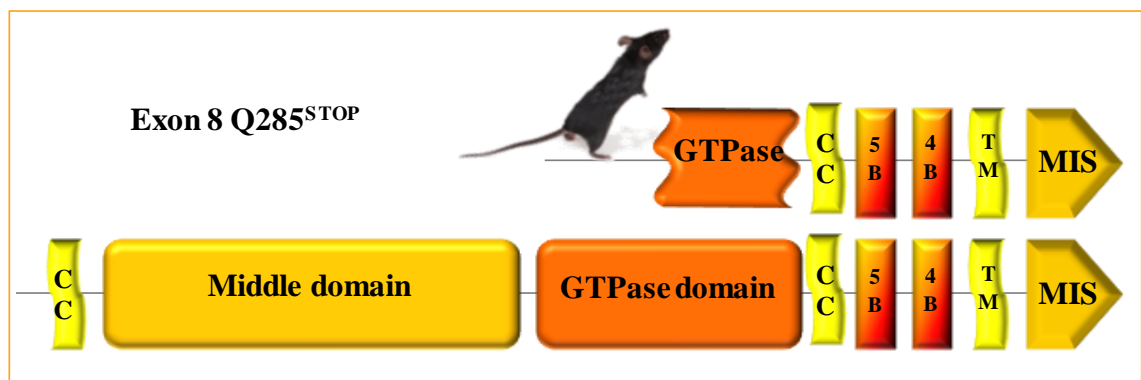 Exon 8 Q285STOP
GTPase
C
C
5
B
4
B
T
M
MIS
C
C
Middle domain
GTPase domain
C
C
5
B
4
B
T
M
MIS